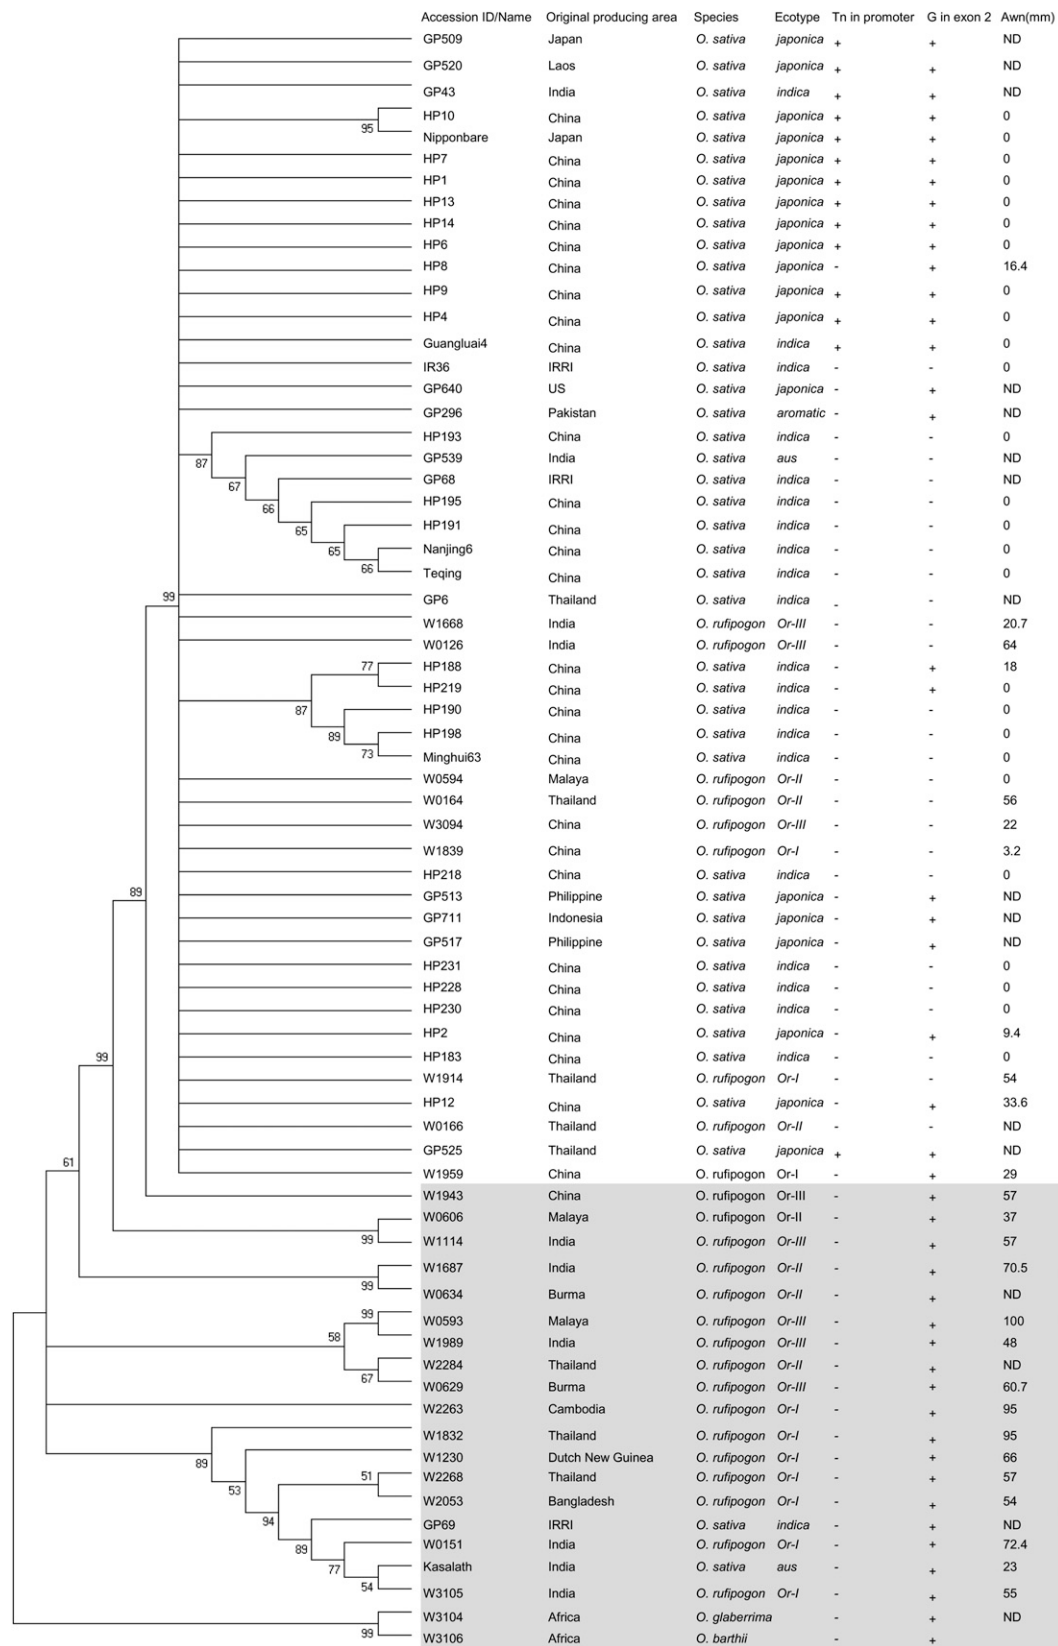 Accession ID/Name Original producing area Species Ecotype Tn in promoter G in exon 2 Awn(mm)
GP509 Japan O. sativa japonica + + ND
GP520 Laos O. sativa japonica + + ND
GP43 India O. sativa indica + + ND
HP10 China O. sativa japonica + + 0
95
Nipponbare Japan O. sativa japonica + + 0
HP7 China O. sativa japonica + + 0
HP1 China O. sativa japonica + + 0
HP13 China O. sativa japonica + + 0
HP14 China O. sativa japonica + + 0
HP6 China O. sativa japonica + + 0
HP8 China O. sativa japonica - + 16.4
HP9 China O. sativa japonica + + 0
HP4 China O. sativa japonica + + 0
Guangluai4 China O. sativa indica + + 0
IR36 IRRI O. sativa indica - - 0
GP640 US O. sativa japonica - + ND
GP296 Pakistan O. sativa aromatic - + ND
HP193 China O. sativa indica - - 0
87
GP539 India O. sativa aus - - ND
67
GP68 IRRI O. sativa indica - - ND
66
HP195 China O. sativa indica - - 0
65
HP191 China O. sativa indica - - 0
65
Nanjing6 China O. sativa indica - - 0
66
Teqing China O. sativa indica - - 0
99
GP6 Thailand O. sativa indica - - ND
W1668 India O. rufipogon Or-III - - 20.7
W0126 India O. rufipogon Or-III - - 64
77
HP188 China O. sativa indica - + 18
HP219 China O. sativa indica - + 0
87
HP190 China O. sativa indica - - 0
89
HP198 China O. sativa indica - - 0
73
Minghui63 China O. sativa indica - - 0
W0594 Malaya O. rufipogon Or-II - - 0
W0164 Thailand O. rufipogon Or-II - - 56
W3094 China O. rufipogon Or-III - - 22
W1839 China O. rufipogon Or-I - - 3.2
HP218 China O. sativa indica - - 0
89
GP513 Philippine O. sativa japonica - + ND
GP711 Indonesia O. sativa japonica - + ND
GP517 Philippine O. sativa japonica - + ND
HP231 China O. sativa indica - - 0
HP228 China O. sativa indica - - 0
HP230 China O. sativa indica - - 0
HP2 China O. sativa japonica - + 9.4
99
HP183 China O. sativa indica - - 0
W1914 Thailand O. rufipogon Or-I - - 54
HP12 China O. sativa japonica - + 33.6
W0166 Thailand O. rufipogon Or-II - - ND
GP525 Thailand O. sativa japonica + + ND
61
W1959 China O. rufipogon Or-I - + 29
W1943 China O. rufipogon Or-III - + 57
W0606 Malaya O. rufipogon Or-II - + 37
99
W1114 India O. rufipogon Or-III - + 57
W1687 India O. rufipogon Or-II - + 70.5
99
W0634 Burma O. rufipogon Or-II - + ND
99
W0593 Malaya O. rufipogon Or-III - + 100
58
W1989 India O. rufipogon Or-III - + 48
W2284 Thailand O. rufipogon Or-II - + ND
67
W0629 Burma O. rufipogon Or-III - + 60.7
W2263 Cambodia O. rufipogon Or-I - + 95
W1832 Thailand O. rufipogon Or-I - + 95
89
W1230 Dutch New Guinea O. rufipogon Or-I - + 66
51
W2268 Thailand O. rufipogon Or-I - + 57
53
W2053 Bangladesh O. rufipogon Or-I - + 54
94
GP69 IRRI O. sativa indica - + ND
89
W0151 India O. rufipogon Or-I - + 72.4
77
Kasalath India O. sativa aus - + 23
54
W3105 India O. rufipogon Or-I - + 55
W3104 Africa O. glaberrima - + ND
99
W3106 Africa O. barthii - +